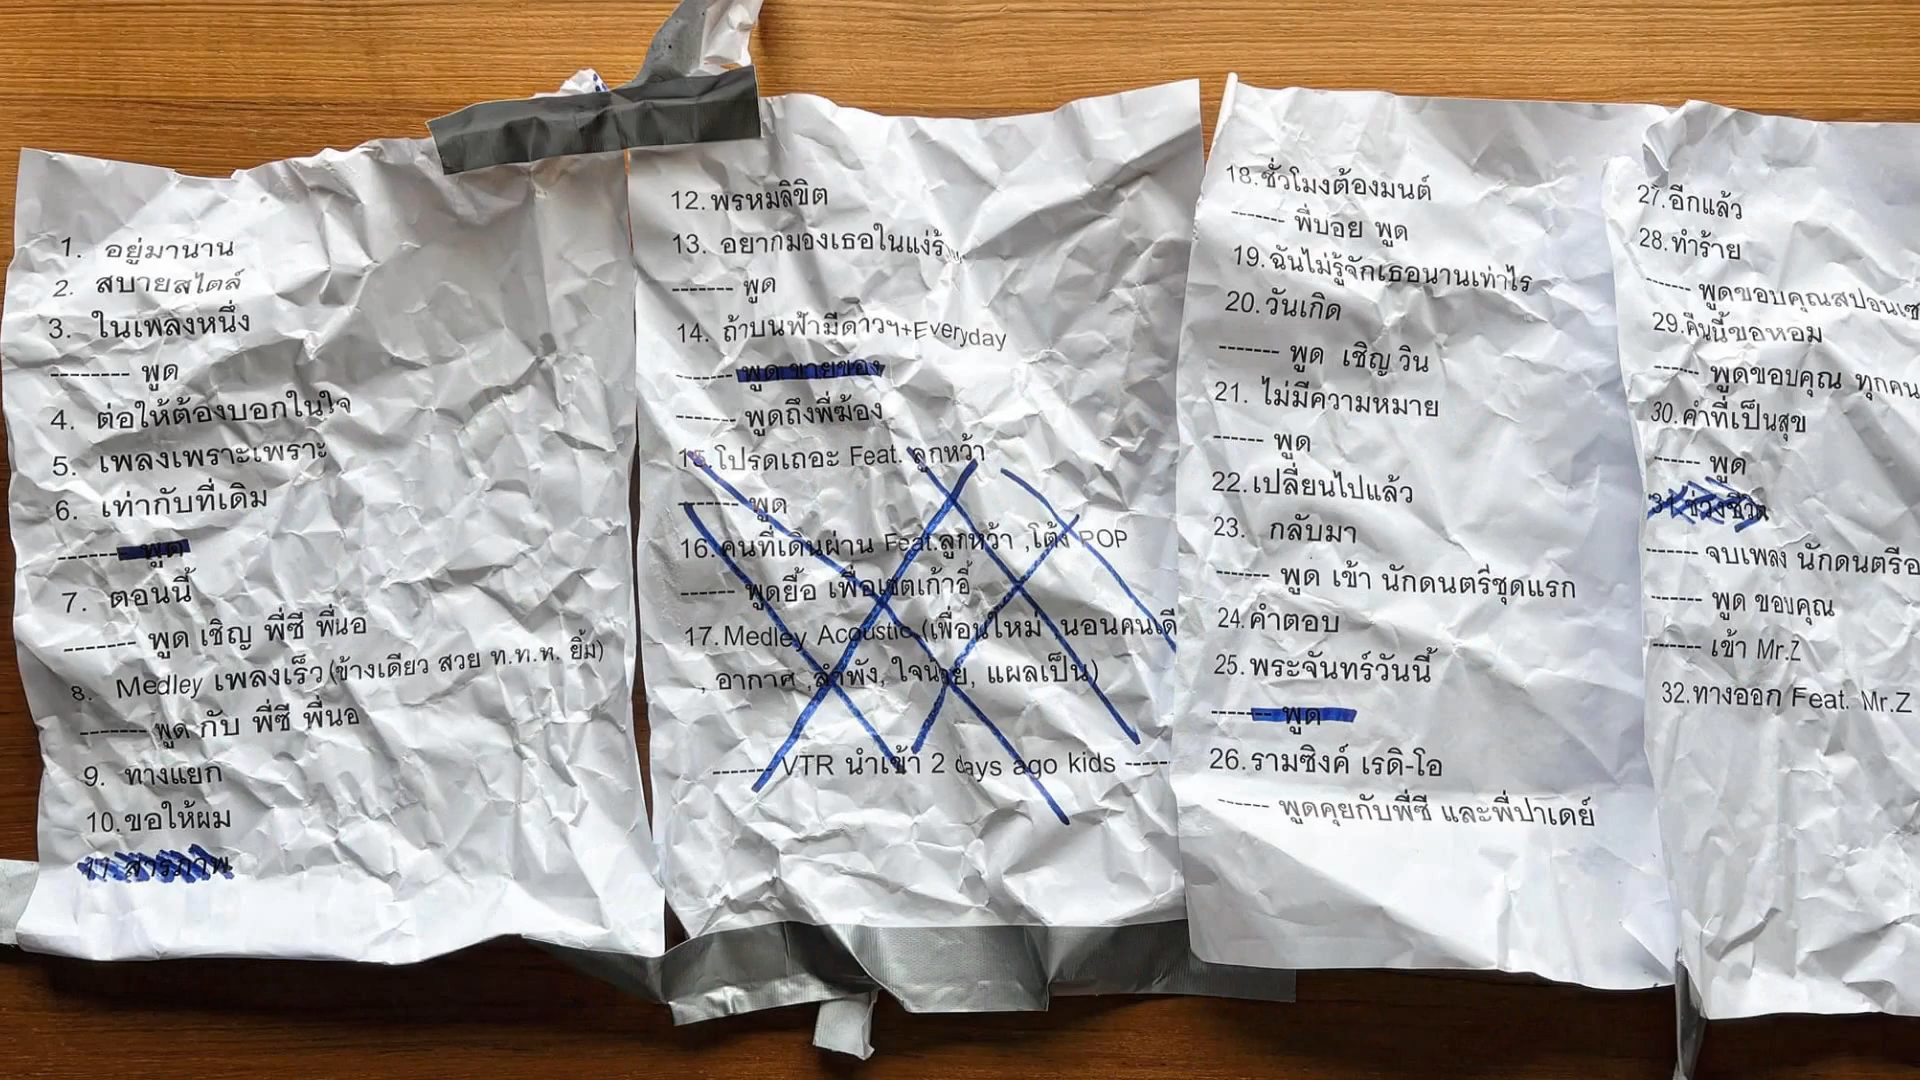 1. อยู่มานาน
2. สบายสไตล์
3. ในเพลงหนึ่ง
-------- พูด
4. ต่อให้ต้องบอกในใจ
5. เพลงเพราะเพราะ
6. เท่ากับที่เดิม
------- พูด
7. ตอนนี้
------- พูด เชิญ พี่ซี พี่นอ
8. Medley เพลงเร็ว(ข้างเดียว สวย ท.ท.ท. ยิ้ม)
------- พูด กับ พี่ซี พี่นอ
9. ทางแยก
10. ขอให้ผม
11. สารภาพ
12. พรหมลิขิต
13. อยากมองเธอในแง่ร้
------- พูด
14. ถ้าบนฟ้ามีดาวฯ+Everyday
------- พูด ขายของ
------- พูดถึงพี่ฆ้อง
15. โปรดเถอะ Feat. ลูกหว้า
------- พูด
16. คนที่เดินผ่าน Feat.ลูกหว้า ,โต้ง POP
------- พูดยื้อ เพื่อเซตเก้าอี้
17. Medley Acoustic (เพื่อนใหม่ ,นอนคนเดี
, อากาศ ,ลำพัง, ใจน้าย, แผลเป็น)
------- VTR นำเข้า 2 days ago kids ------
18. ชั่วโมงต้องมนต์
------- พี่บอย พูด
19. ฉันไม่รู้จักเธอนานเท่าไร
20. วันเกิด
------- พูด เชิญ วิน
21. ไม่มีความหมาย
------ พูด
22. เปลี่ยนไปแล้ว
23. กลับมา
------- พูด เข้า นักดนตรีชุดแรก
24. คำตอบ
25. พระจันทร์วันนี้
------- พูด
26. รามซิงค์ เรดิ-โอ
------- พูดคุยกับพี่ซี และพี่ปาเดย์
27. อีกแล้ว
28. ทำร้าย
------ พูดขอบคุณสปอนเซ
29. คืนนี้ขอหอม
------ พูดขอบคุณ ทุกคน
30. คำที่เป็นสุข
------ พูด
31. ช่วงชีวิต
------- จบเพลง นักดนตรีอ
------ พูด ขอบคุณ
------ เข้า Mr.Z
32. ทางออก Feat. Mr.Z